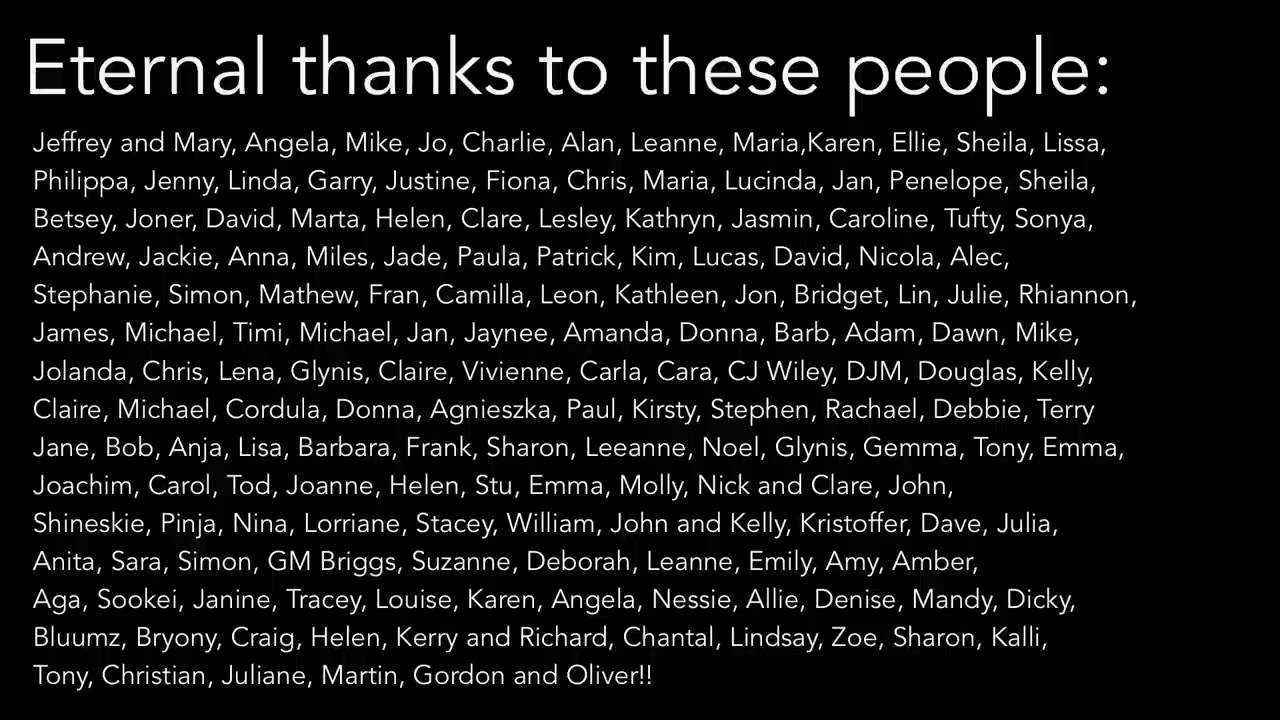 Eternal thanks to these people:
Jeffrey and Mary, Angela, Mike, Jo, Charlie, Alan, Leanne, Maria,Karen, Ellie, Sheila, Lissa,
Philippa, Jenny, Linda, Garry, Justine, Fiona, Chris, Maria, Lucinda, Jan, Penelope, Sheila,
Betsey, Joner, David, Marta, Helen, Clare, Lesley, Kathryn, Jasmin, Caroline, Tufty, Sonya,
Andrew, Jackie, Anna, Miles, Jade, Paula, Patrick, Kim, Lucas, David, Nicola, Alec,
Stephanie, Simon, Mathew, Fran, Camilla, Leon, Kathleen, Jon, Bridget, Lin, Julie, Rhiannon,
James, Michael, Timi, Michael, Jan, Jaynee, Amanda, Donna, Barb, Adam, Dawn, Mike,
Jolanda, Chris, Lena, Glynis, Claire, Vivienne, Carla, Cara, CJ Wiley, DJM, Douglas, Kelly,
Claire, Michael, Cordula, Donna, Agnieszka, Paul, Kirsty, Stephen, Rachael, Debbie, Terry
Jane, Bob, Anja, Lisa, Barbara, Frank, Sharon, Leeanne, Noel, Glynis, Gemma, Tony, Emma,
Joachim, Carol, Tod, Joanne, Helen, Stu, Emma, Molly, Nick and Clare, John,
Shineskie, Pinja, Nina, Lorriane, Stacey, William, John and Kelly, Kristoffer, Dave, Julia,
Anita, Sara, Simon, GM Briggs, Suzanne, Deborah, Leanne, Emily, Amy, Amber,
Aga, Sookei, Janine, Tracey, Louise, Karen, Angela, Nessie, Allie, Denise, Mandy, Dicky,
Bluumz, Bryony, Craig, Helen, Kerry and Richard, Chantal, Lindsay, Zoe, Sharon, Kalli,
Tony, Christian, Juliane, Martin, Gordon and Oliver!!